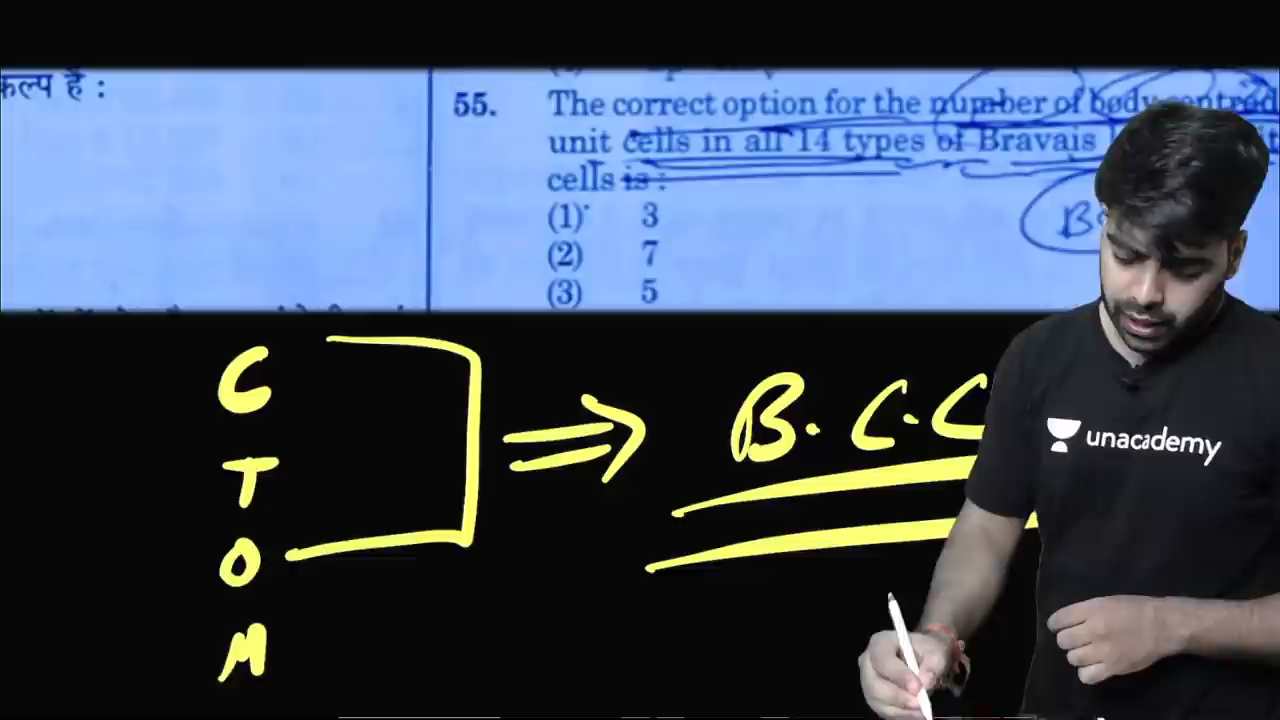 कल्प हैं :
55. The correct option for the number of body centred
unit cells in all 14 types of Bravais
cells is :
(1) 3
(2) 7
(3) 5
C
T
O
M
B.C.C
unacademy